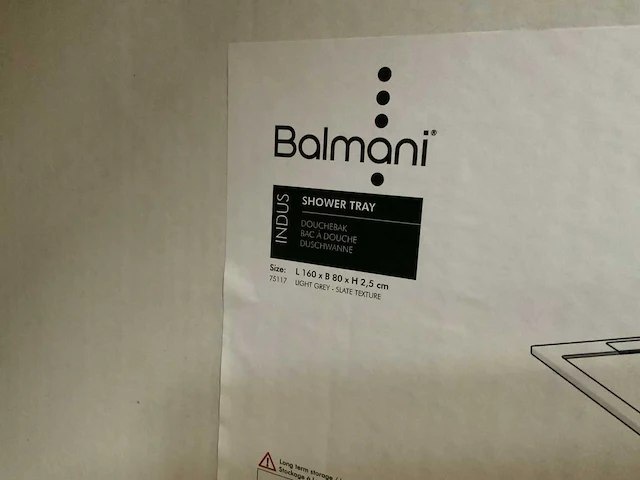 Balmani®
INDUS
SHOWER TRAY
DOUCHEBAK
BAC À DOUCHE
DUSCHWANNE
Size: L 160 x B 80 x H 2,5 cm
75117 LIGHT GREY - SLATE TEXTURE
Long term storage /
Stockage à